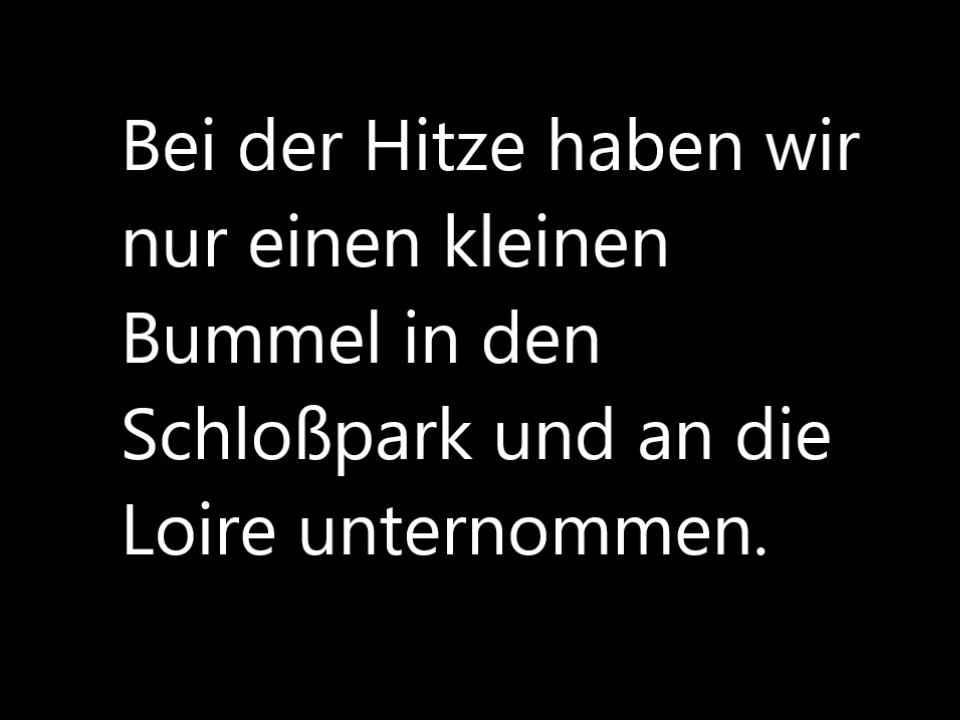 Bei der Hitze haben wir
nur einen kleinen
Bummel in den
Schloßpark und an die
Loire unternommen.